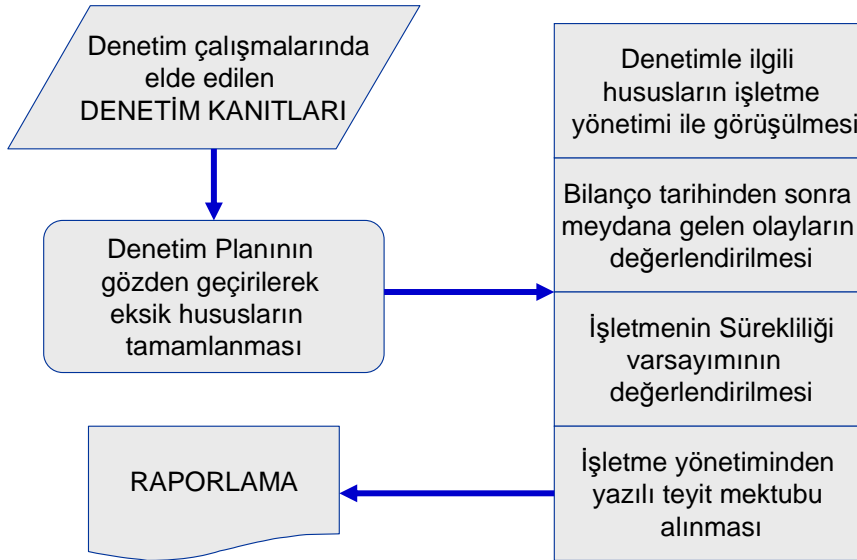 Denetim çalışmalarında
elde edilen
DENETİM KANITLARI
Denetim Planının
gözden geçirilerek
eksik hususların
tamamlanması
Denetimle ilgili
hususların işletme
yönetimi ile görüşülmesi
Bilanço tarihinden sonra
meydana gelen olayların
değerlendirilmesi
İşletmenin Sürekliliği
varsayımının
değerlendirilmesi
İşletme yönetiminden
yazılı teyit mektubu
alınması
RAPORLAMA